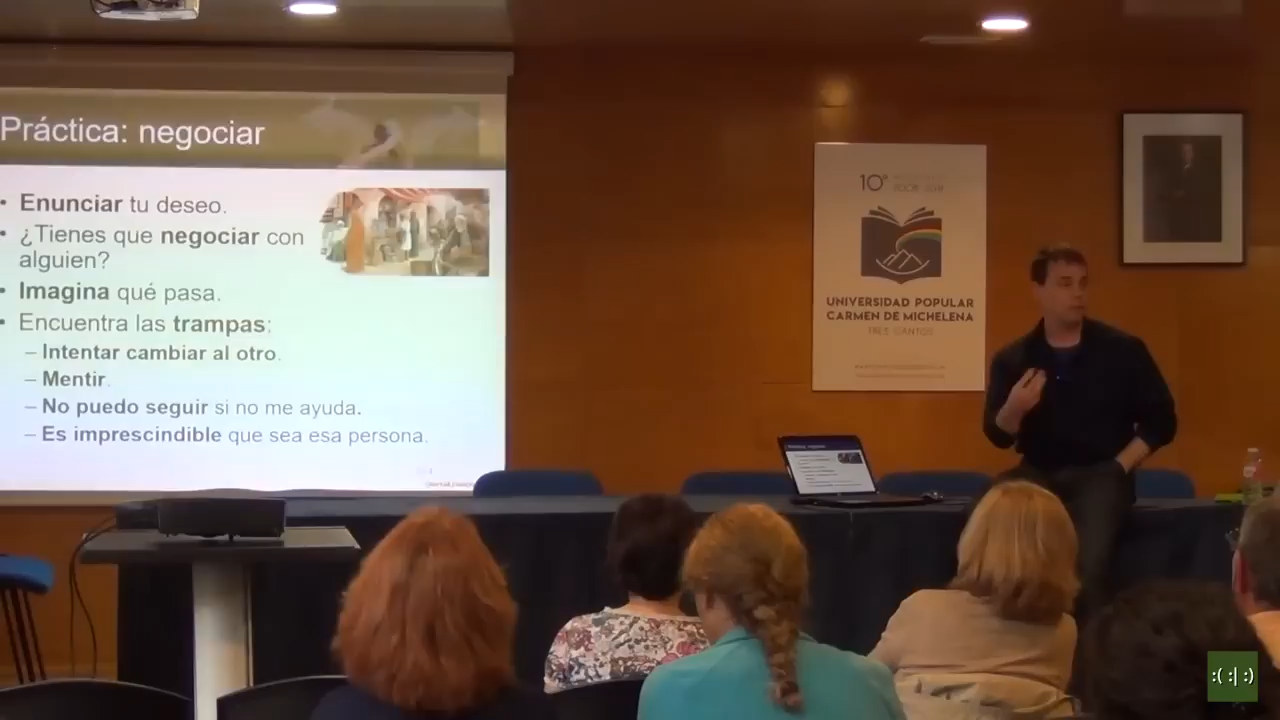 Práctica: negociar
• Enunciar tu deseo.
• ¿Tienes que negociar con
alguien?
• Imagina qué pasa.
• Encuentra las trampas:
– Intentar cambiar al otro.
– Mentir.
– No puedo seguir si no me ayuda.
– Es imprescindible que sea esa persona.
10º
UNIVERSIDAD POPULAR
CARMEN DE MICHELENA
TRES CANTOS
:( :| :)